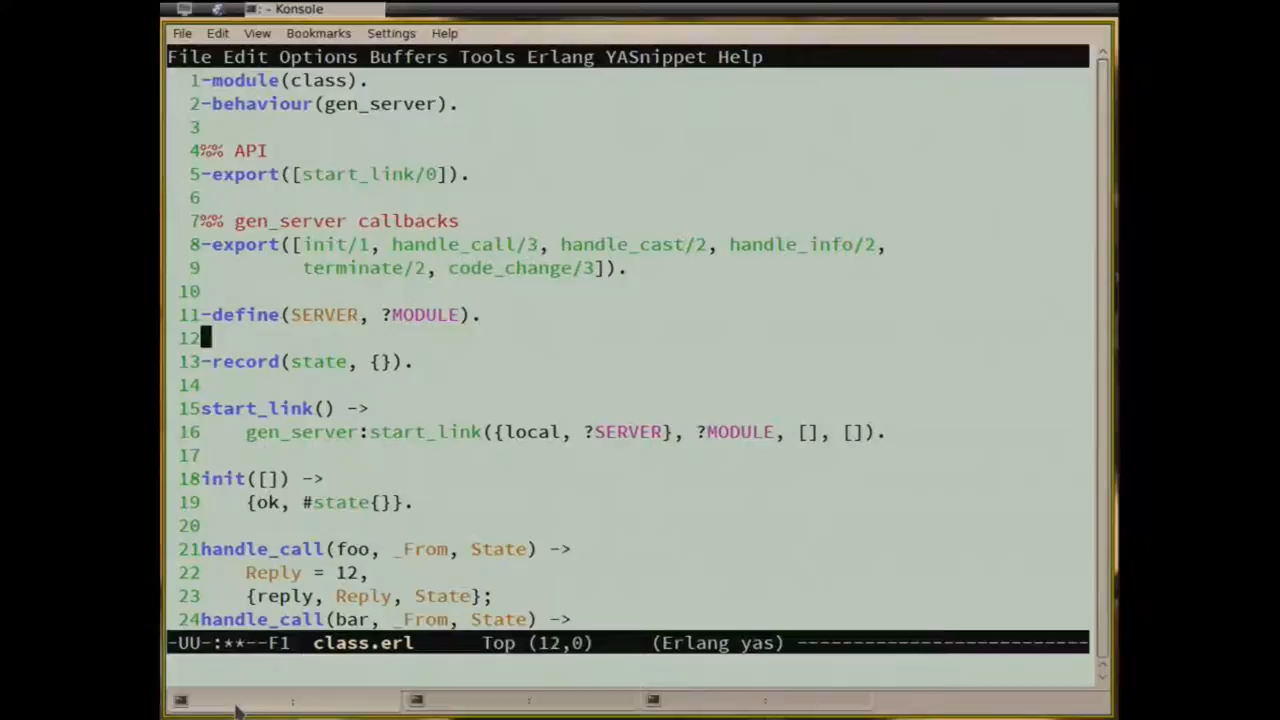 : - Konsole
File Edit View Bookmarks Settings Help
File Edit Options Buffers Tools Erlang YASnippet Help
1-module(class).
2-behaviour(gen_server).
3
4%% API
5-export([start_link/0]).
6
7%% gen_server callbacks
8-export([init/1, handle_call/3, handle_cast/2, handle_info/2,
9         terminate/2, code_change/3]).
10
11-define(SERVER, ?MODULE).
12
13-record(state, {}).
14
15start_link() ->
16    gen_server:start_link({local, ?SERVER}, ?MODULE, [], []).
17
18init([]) ->
19    {ok, #state{}}.
20
21handle_call(foo, _From, State) ->
22    Reply = 12,
23    {reply, Reply, State};
24handle_call(bar, _From, State) ->
-UU-:**--F1  class.erl      Top (12,0)     (Erlang yas) --------------------------
: : :